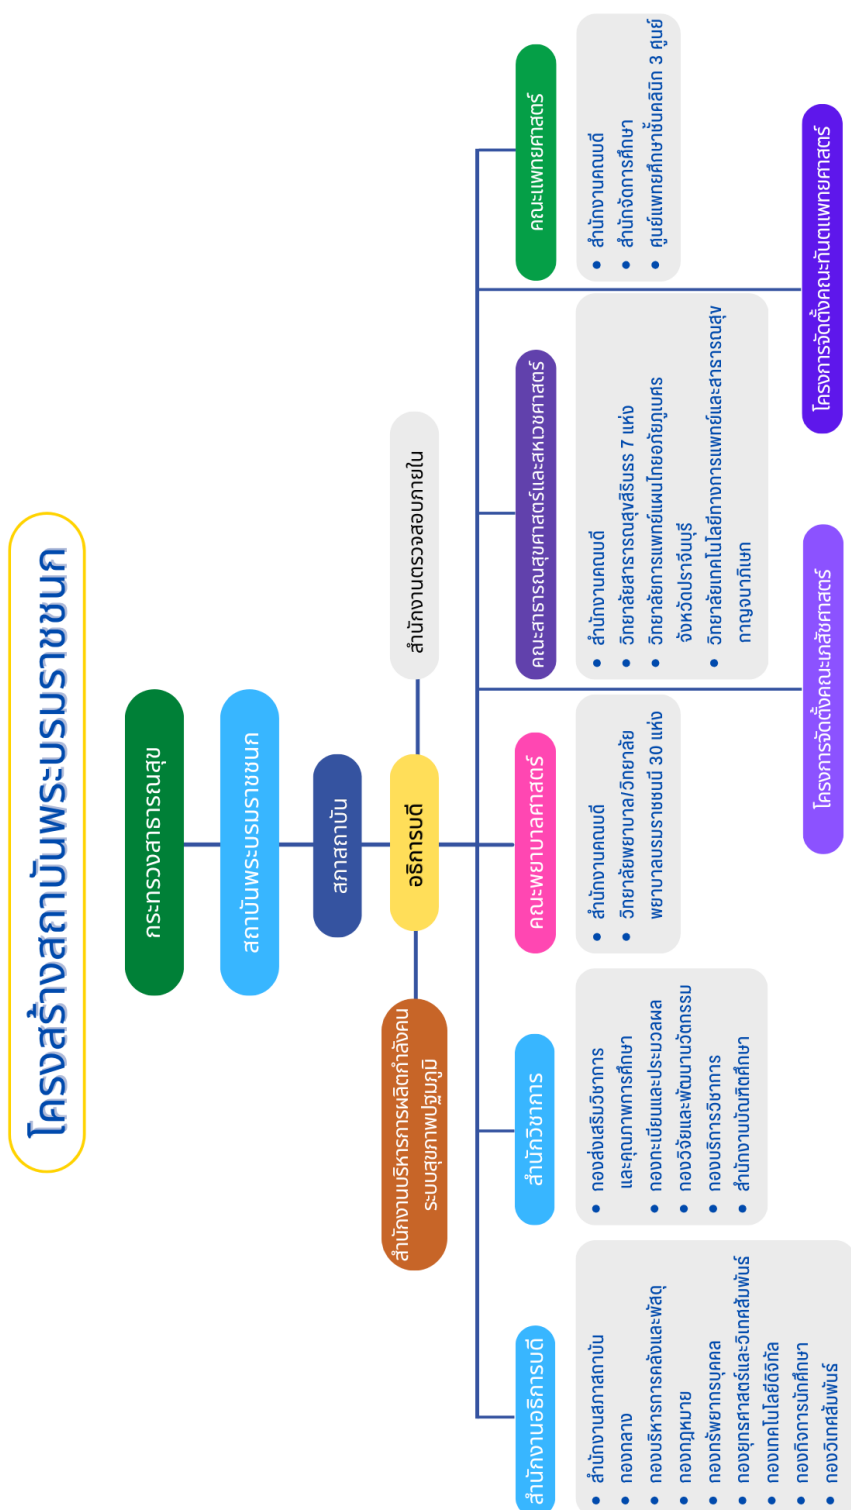 โครงสร้างสถาบันพระบรมราชชนก
กระทรวงสาธารณสุข
สถาบันพระบรมราชชนก
สภาสถาบัน
อธิการบดี
สำนักงานบริหารการผลิตกำลังคน
ระบบสุขภาพปฐมภูมิ
สำนักงานตรวจสอบภายใน
สำนักงานอธิการบดี
• สำนักงานสภาสถาบัน
• กองกลาง
• กองบริหารการคลังและพัสดุ
• กองกฎหมาย
• กองทรัพยากรบุคคล
• กองยุทธศาสตร์และวิเทศสัมพันธ์
• กองเทคโนโลยีดิจิทัล
• กองกิจการนักศึกษา
• กองวิเทศสัมพันธ์
สำนักวิชาการ
• กองส่งเสริมวิชาการ
และคุณภาพการศึกษา
• กองทะเบียนและประมวลผล
• กองวิจัยและพัฒนานวัตกรรม
• กองบริการวิชาการ
• สำนักงานบัณฑิตศึกษา
คณะพยาบาลศาสตร์
• สำนักงานคณบดี
• วิทยาลัยพยาบาล/วิทยาลัย
พยาบาลบรมราชชนนี 30 แห่ง
คณะสาธารณสุขศาสตร์และสหเวชศาสตร์
• สำนักงานคณบดี
• วิทยาลัยสาธารณสุขสิรินธร 7 แห่ง
• วิทยาลัยการแพทย์แผนไทยอภัยภูเบศร
จังหวัดปราจีนบุรี
• วิทยาลัยเทคโนโลยีทางการแพทย์และสาธารณสุข
กาญจนาภิเษก
คณะแพทยศาสตร์
• สำนักงานคณบดี
• สำนักจัดการศึกษา
• ศูนย์แพทยศึกษาชั้นคลินิก 3 ศูนย์
โครงการจัดตั้งคณะเภสัชศาสตร์
โครงการจัดตั้งคณะทันตแพทยศาสตร์